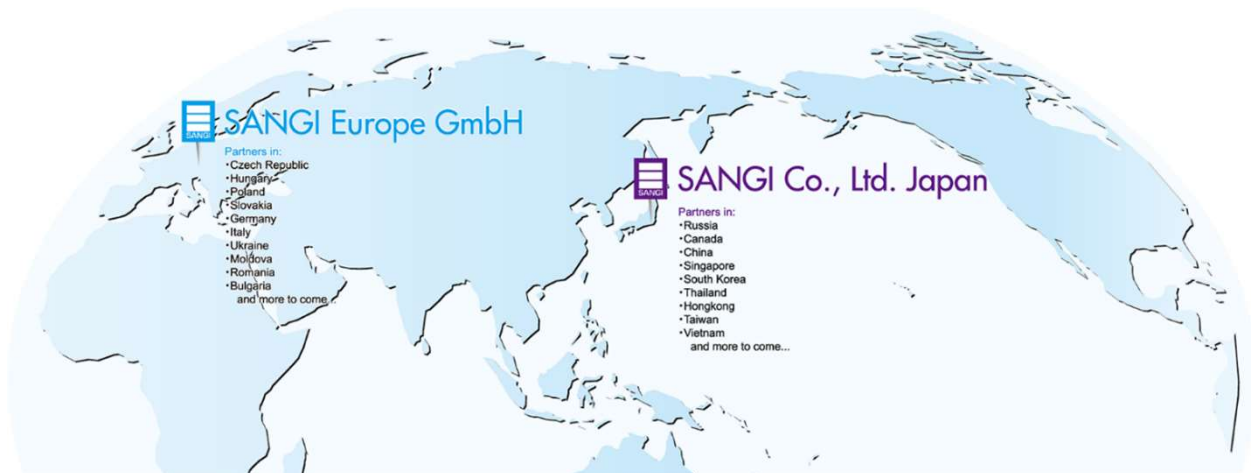 SANGI
SANGI Europe GmbH
Partners in:
・Czech Republic
・Hungary
・Poland
・Slovakia
・Germany
・Italy
・Ukraine
・Moldova
・Romania
・Bulgaria
and more to come...
SANGI
SANGI Co., Ltd. Japan
Partners in:
・Russia
・Canada
・China
・Singapore
・South Korea
・Thailand
・Hongkong
・Taiwan
・Vietnam
and more to come...